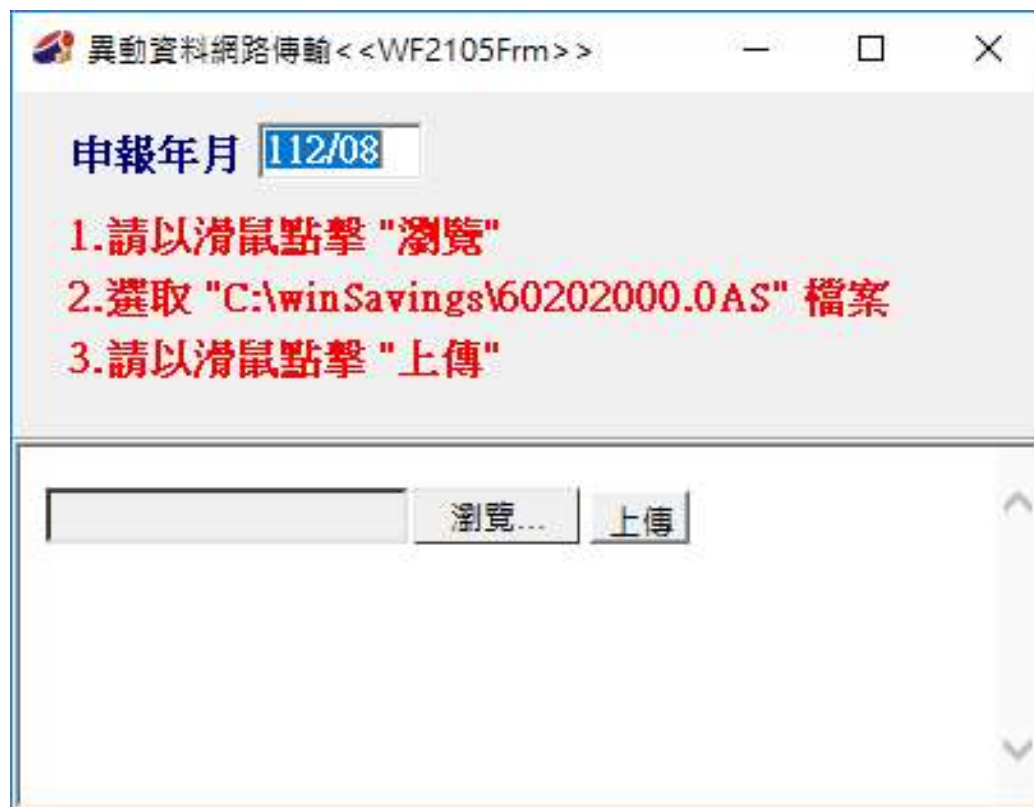 異動資料網路傳輸<<WF2105Frm>>
申報年月 112/08
1.請以滑鼠點擊 "瀏覽"
2.選取 "C:\winSavings\60202000.0AS" 檔案
3.請以滑鼠點擊 "上傳"
瀏覽... 上傳